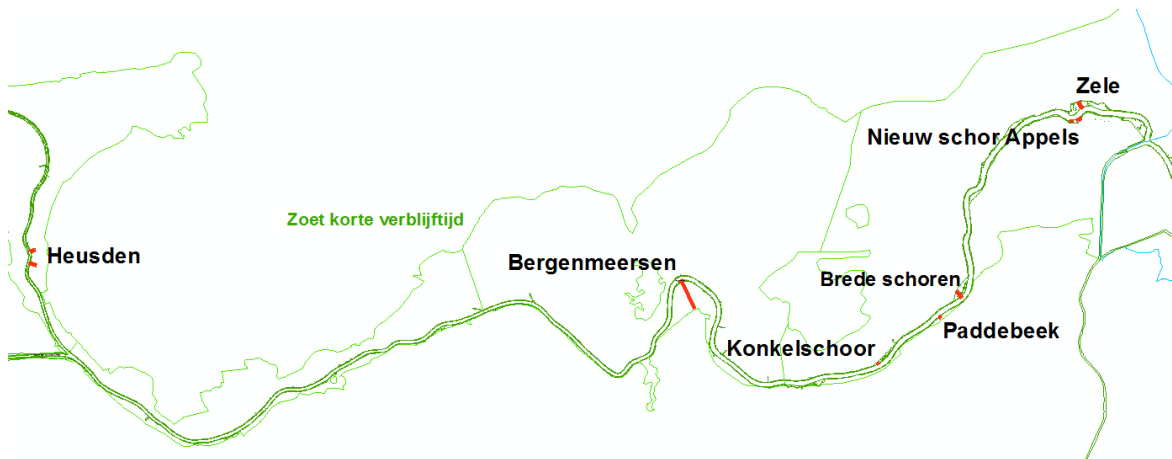 Zele
Nieuw schor Appels
Zoet korte verblijftijd
Heusden
Bergenmeersen
Brede schoren
Paddebeek
Konkelschoor